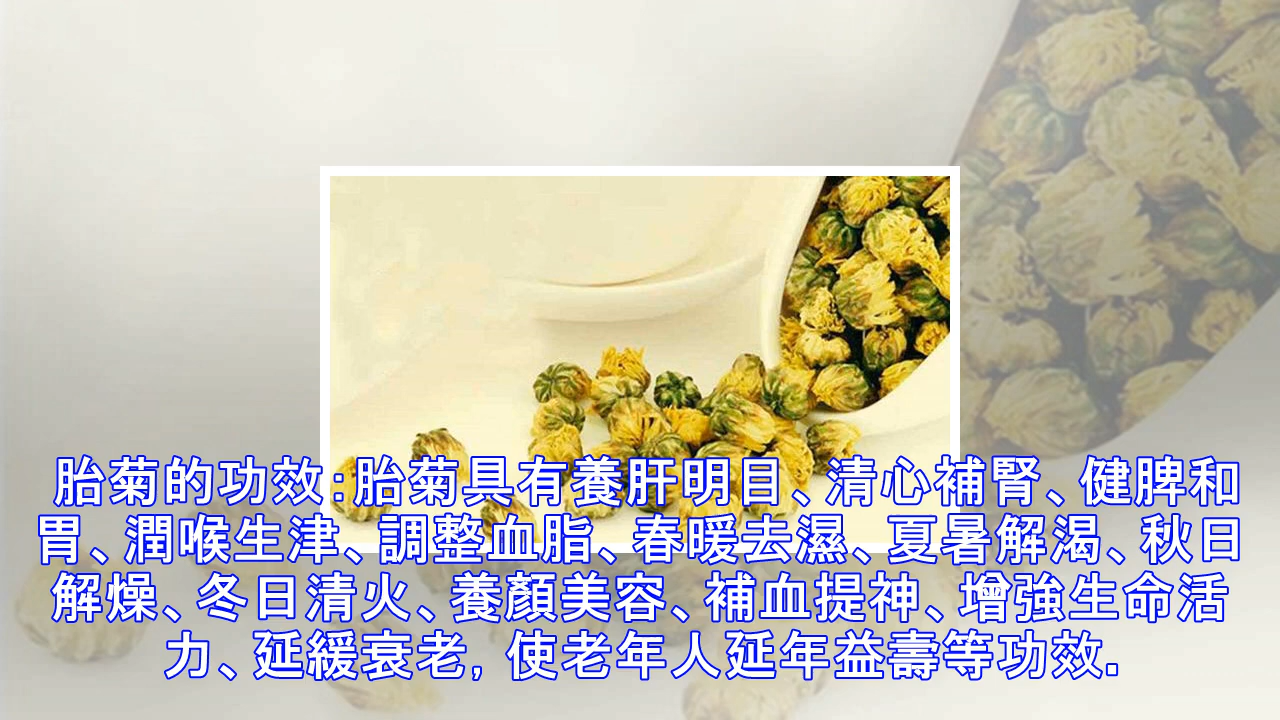 胎菊的功效:胎菊具有養肝明目、清心補腎、健脾和
胃、潤喉生津、調整血脂、春暖去濕、夏暑解渴、秋日
解燥、冬日清火、養顏美容、補血提神、增強生命活
力、延緩衰老, 使老年人延年益壽等功效.